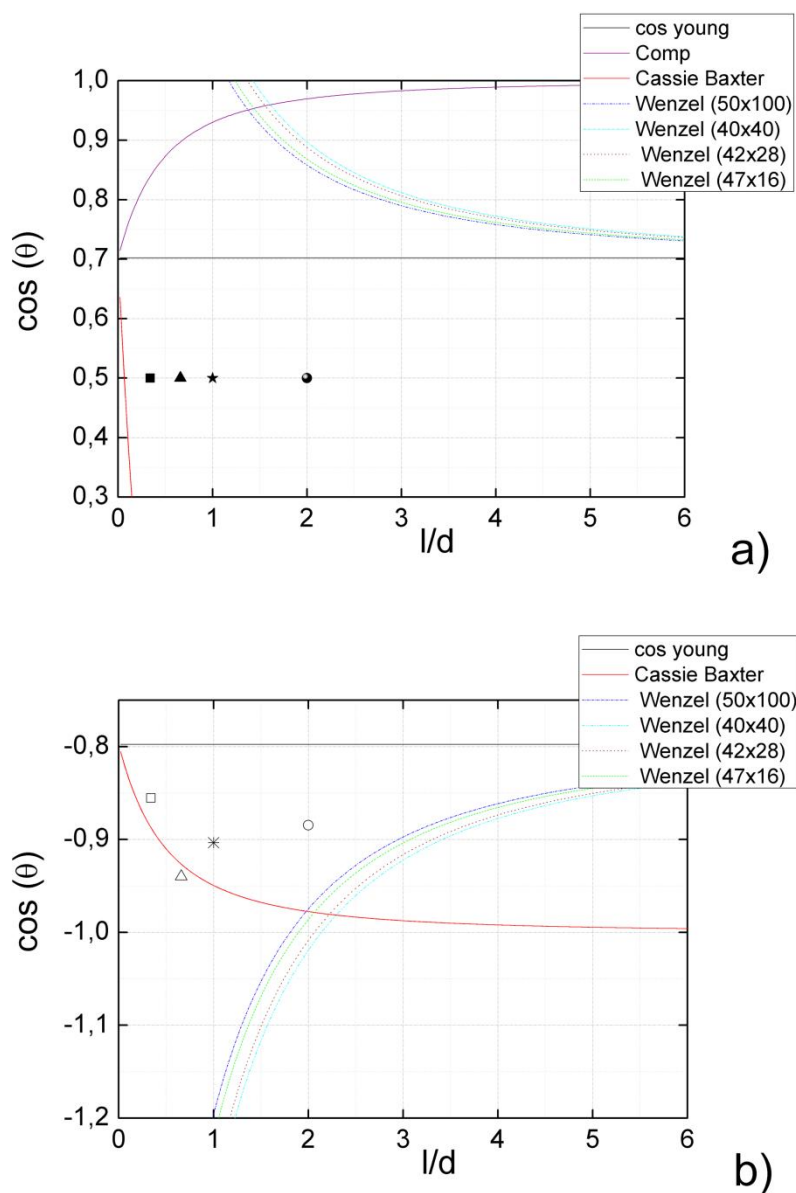 cos young
Comp
Cassie Baxter
Wenzel (50x100)
Wenzel (40x40)
Wenzel (42x28)
Wenzel (47x16)
1,0
0,9
0,8
0,7
0,6
0,5
0,4
0,3
cos (θ)
0 1 2 3 4 5 6
l/d
a)
cos young
Cassie Baxter
Wenzel (50x100)
Wenzel (40x40)
Wenzel (42x28)
Wenzel (47x16)
-0,8
-0,9
-1,0
-1,1
-1,2
cos (θ)
0 1 2 3 4 5 6
l/d
b)